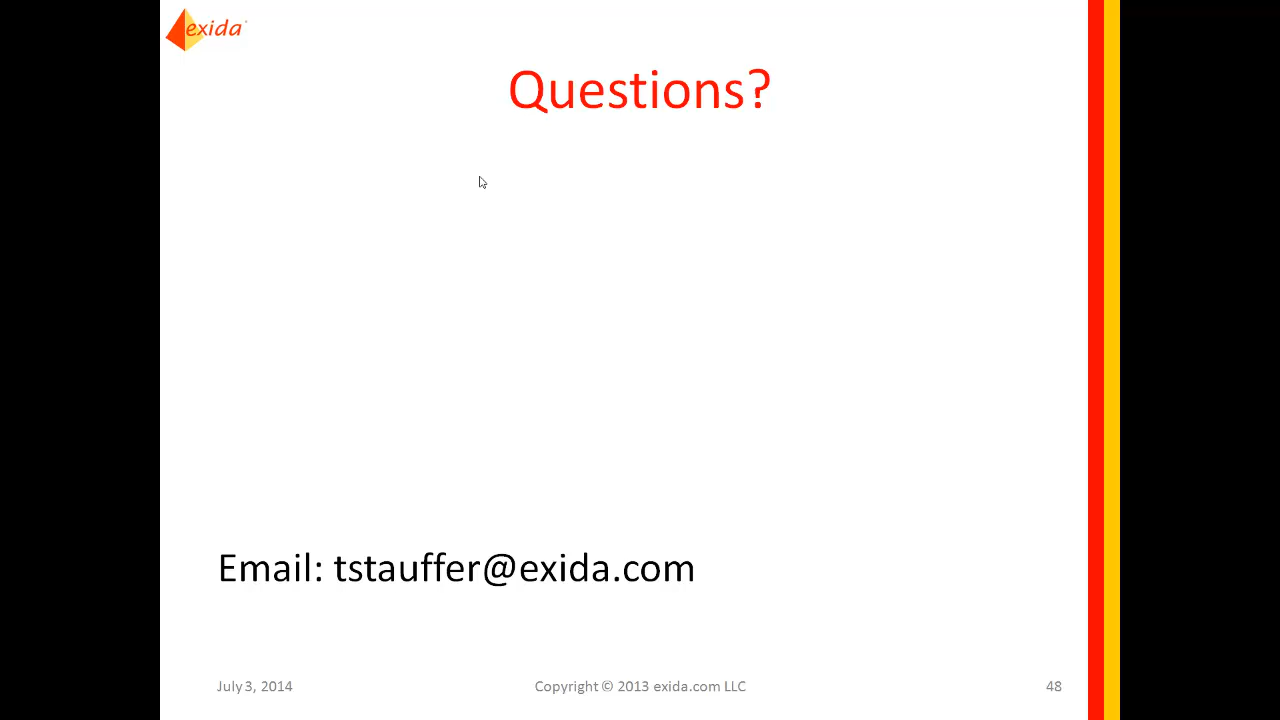 exida
Questions?
Email: tstauffer@exida.com
July 3, 2014
Copyright © 2013 exida.com LLC
48